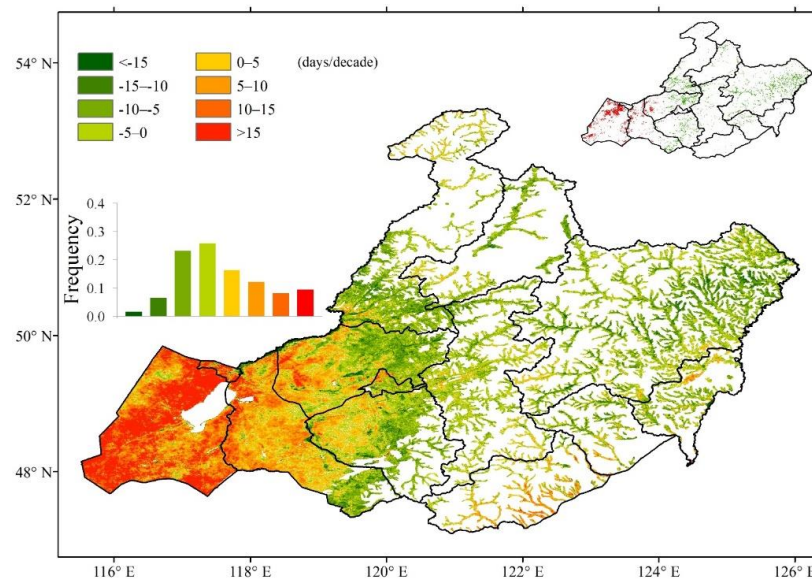 54° N
52° N
50° N
48° N
<-15
-15–-10
-10–-5
-5–0
0–5
5–10
10–15
>15
(days/decade)
Frequency
0.4
0.3
0.2
0.1
0.0
116° E
118° E
120° E
122° E
124° E
126° E